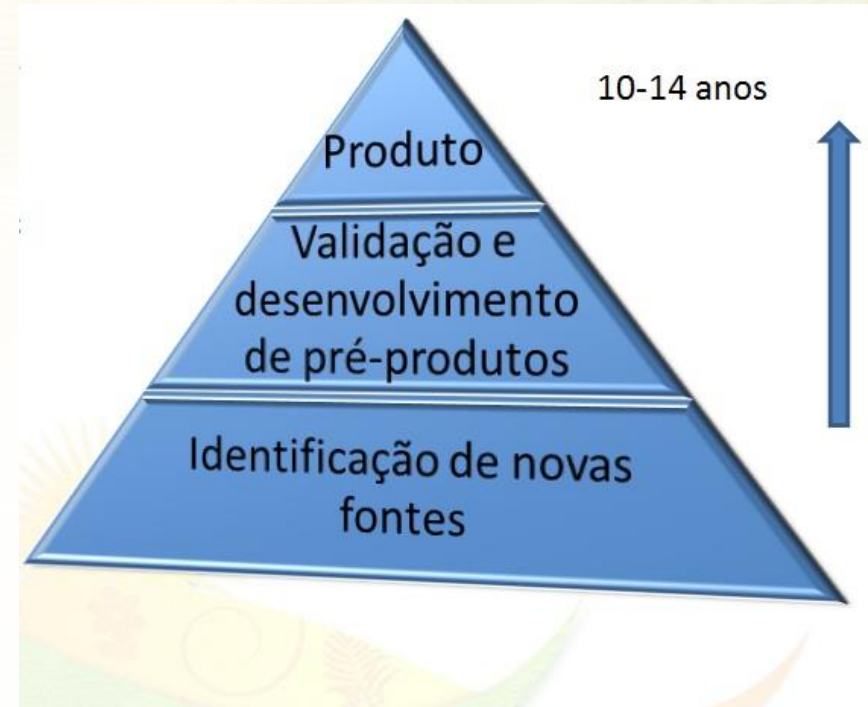 10-14 anos
Produto
Validação e
desenvolvimento
de pré-produtos
Identificação de novas
fontes